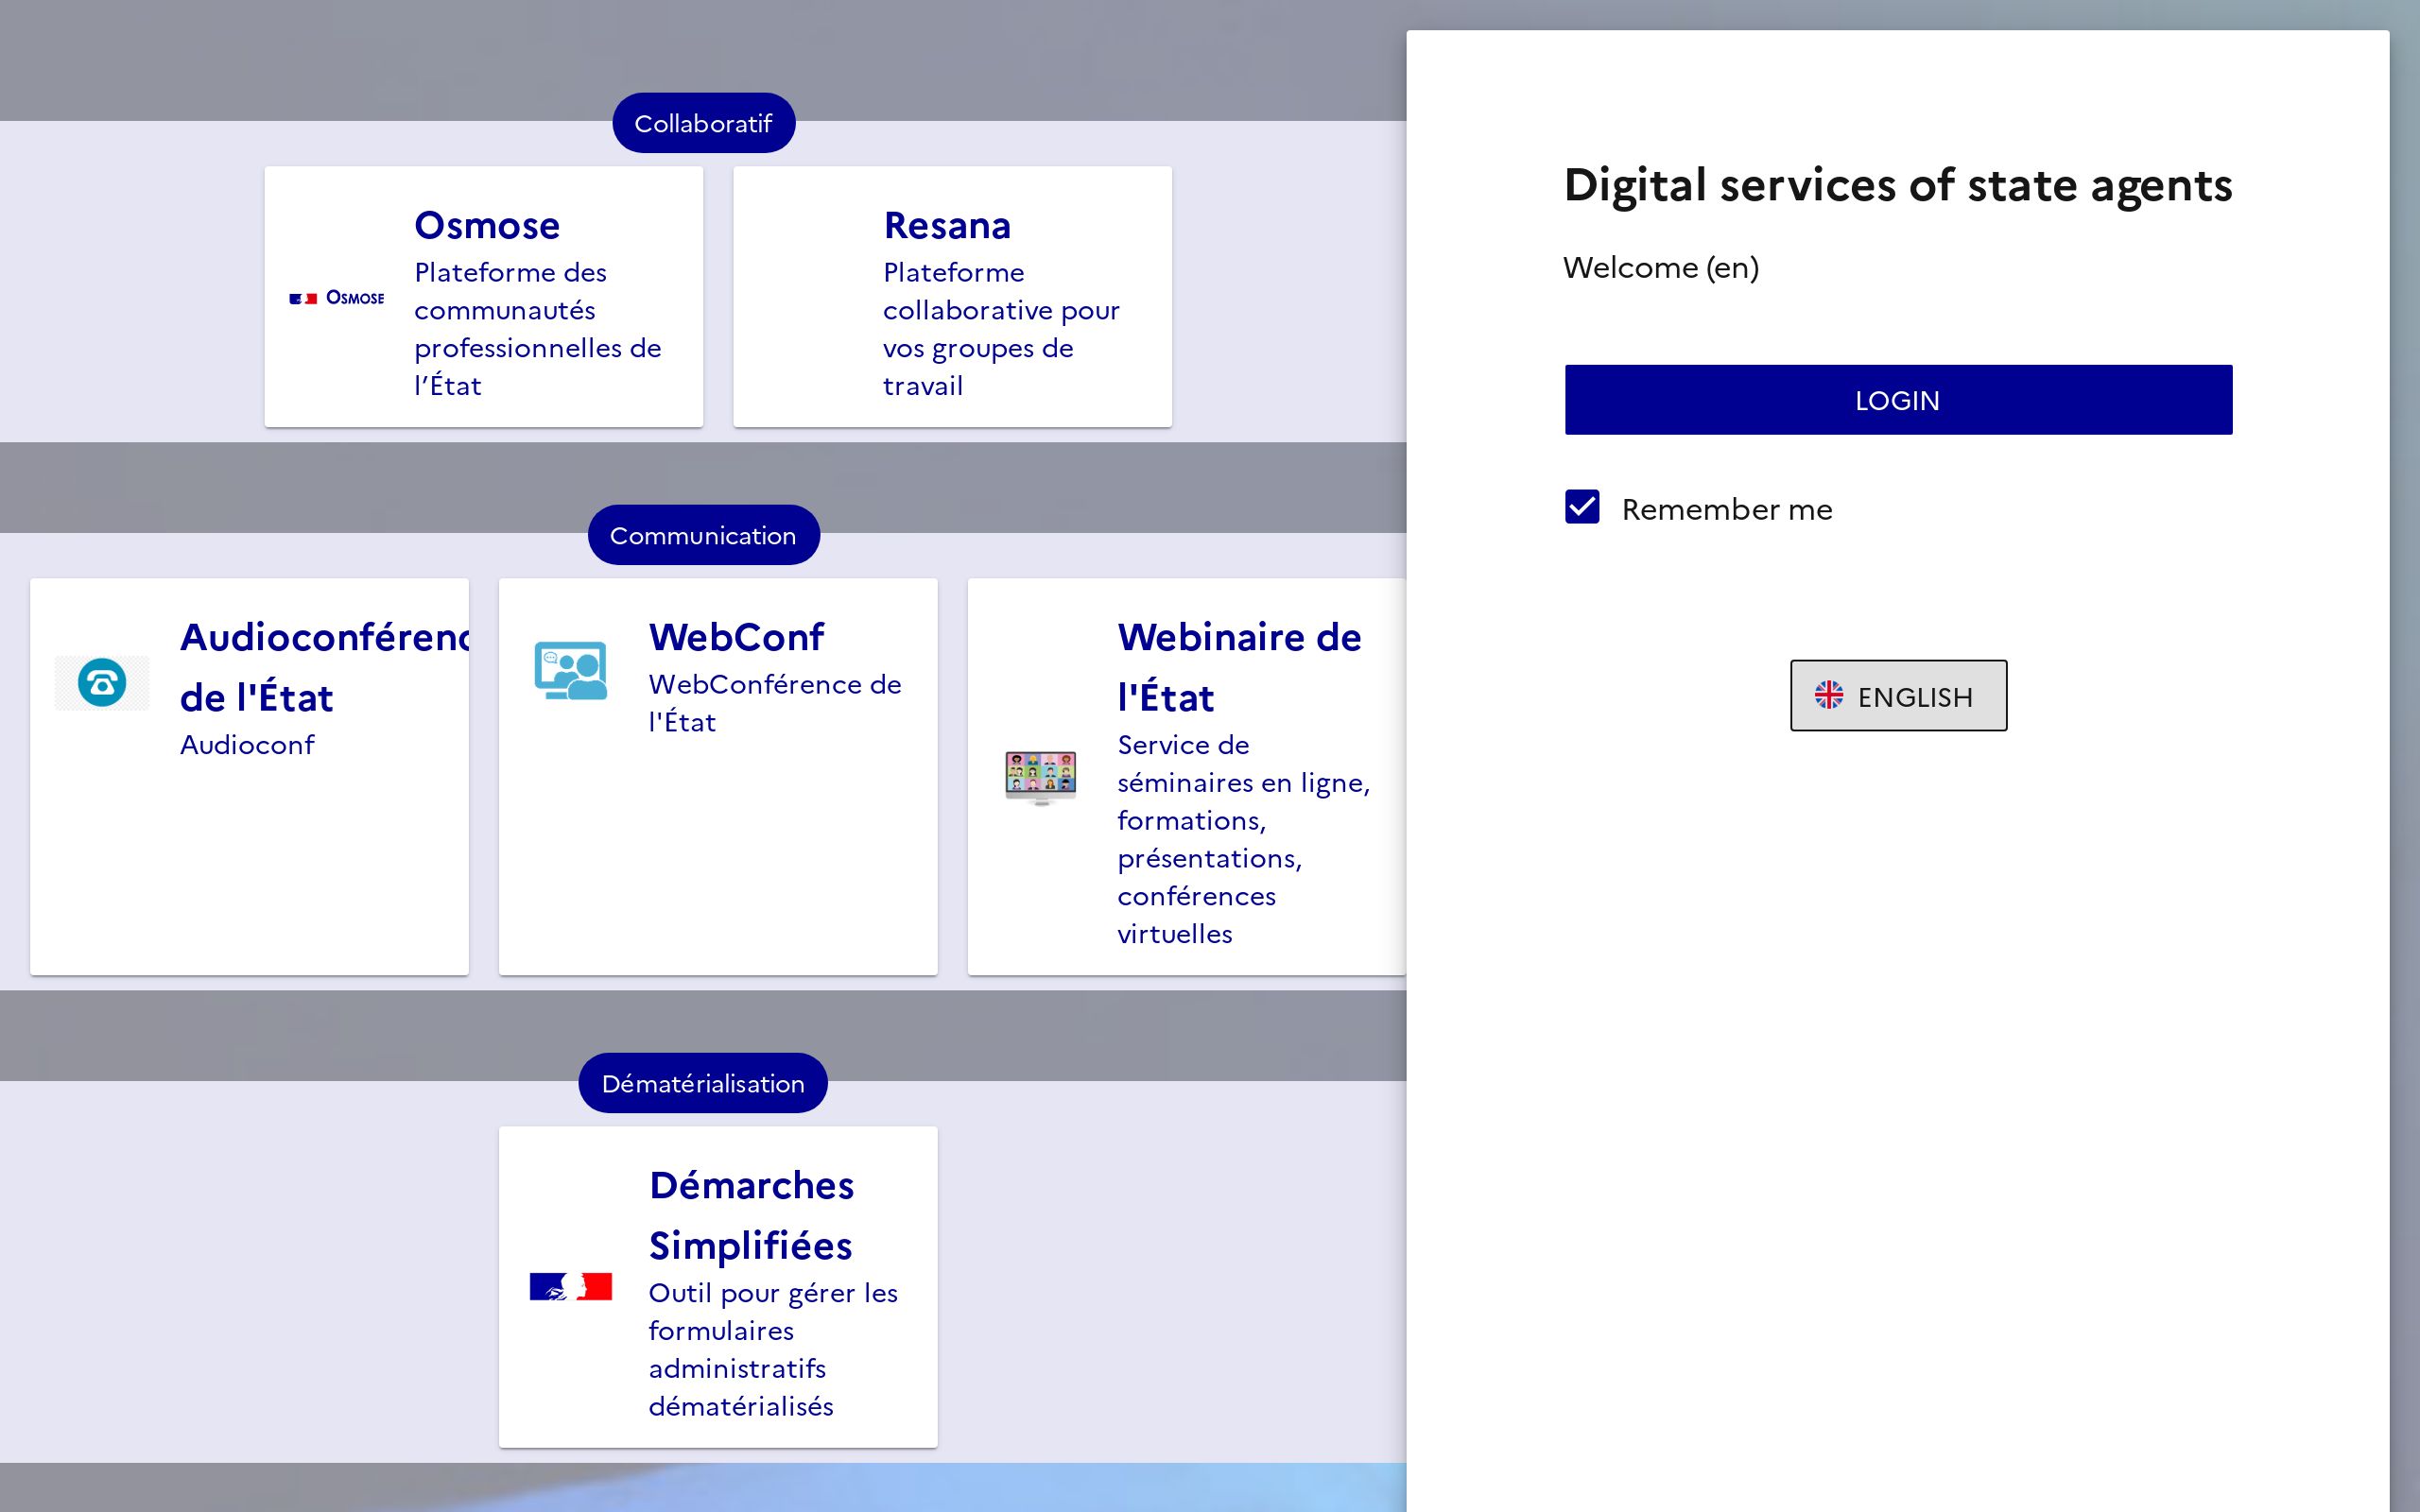 Collaboratif
OSMOSE
Osmose
Plateforme des
communautés
professionnelles de
l’État
Resana
Plateforme
collaborative pour
vos groupes de
travail
Communication
Audioconférenc
de l'État
Audioconf
WebConf
WebConférence de
l'État
Webinaire de
l'État
Service de
séminaires en ligne,
formations,
présentations,
conférences
virtuelles
Dématérialisation
Démarches
Simplifiées
Outil pour gérer les
formulaires
administratifs
dématérialisés
Digital services of state agents
Welcome (en)
LOGIN
Remember me
ENGLISH